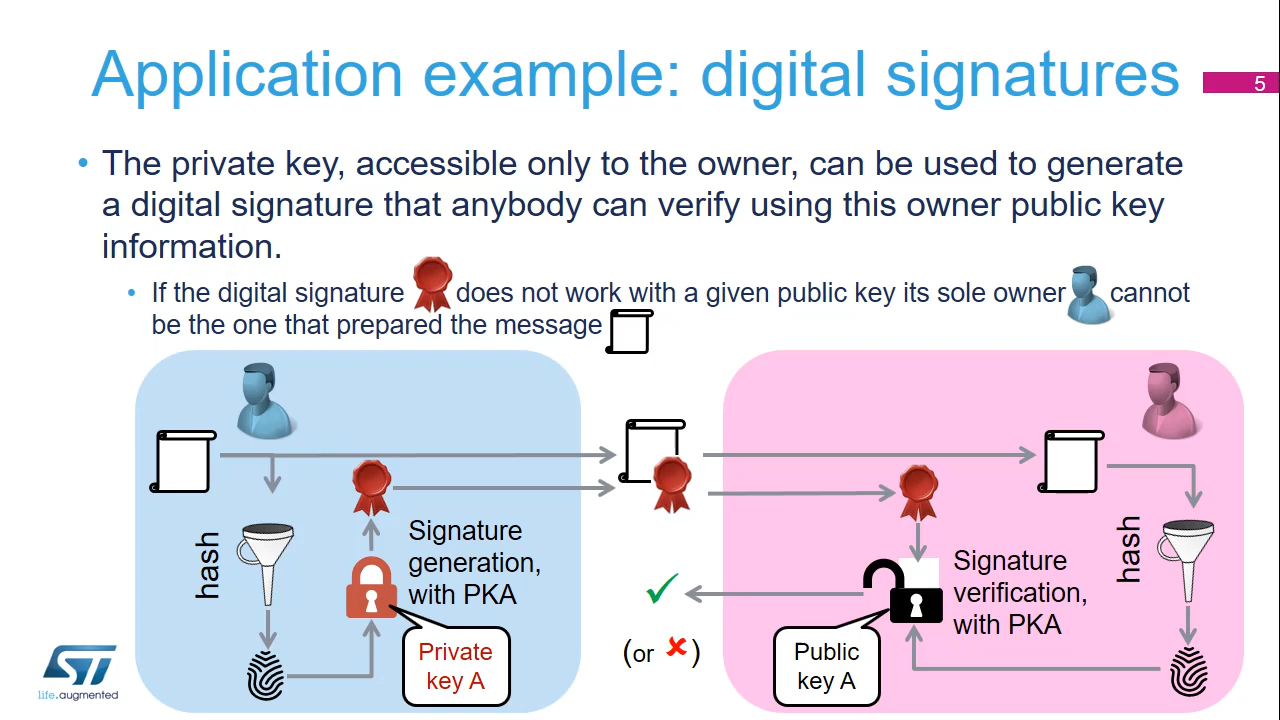 Application example: digital signatures
5
• The private key, accessible only to the owner, can be used to generate
a digital signature that anybody can verify using this owner public key
information.
• If the digital signature does not work with a given public key its sole owner cannot
be the one that prepared the message
hash
Signature
generation,
with PKA
Private
key A
(or ✘)
Public
key A
Signature
verification,
with PKA
hash
ST
life.augmented